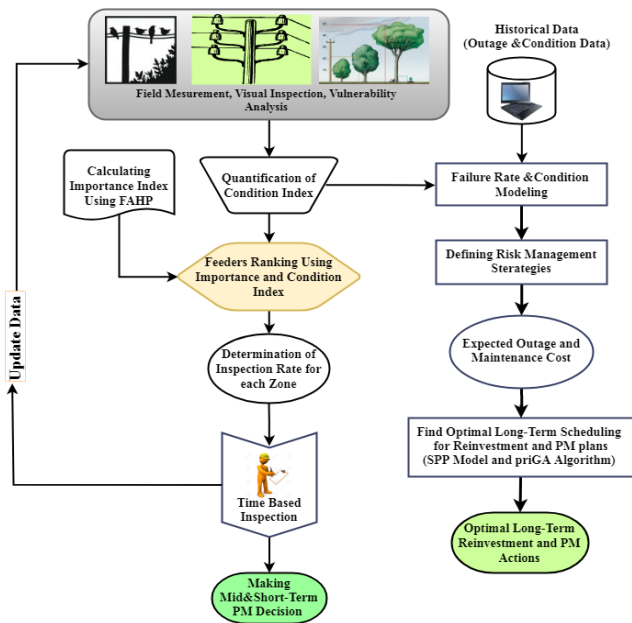 Historical Data
(Outage &Condition Data)
Field Mesurement, Visual Inspection, Vulnerability
Analysis
Calculating
Importance Index
Using FAHP
Quantification of
Condition Index
Failure Rate &Condition
Modeling
Feeders Ranking Using
Importance and Condition
Index
Defining Risk Management
Sterategies
Update Data
Determination of
Inspection Rate for
each Zone
Expected Outage and
Maintenance Cost
Find Optimal Long-Term Scheduling
for Reinvestment and PM plans
(SPP Model and priGA Algorithm)
Time Based
Inspection
Optimal Long-Term
Reinvestment and PM
Actions
Making
Mid&Short-Term
PM Decision